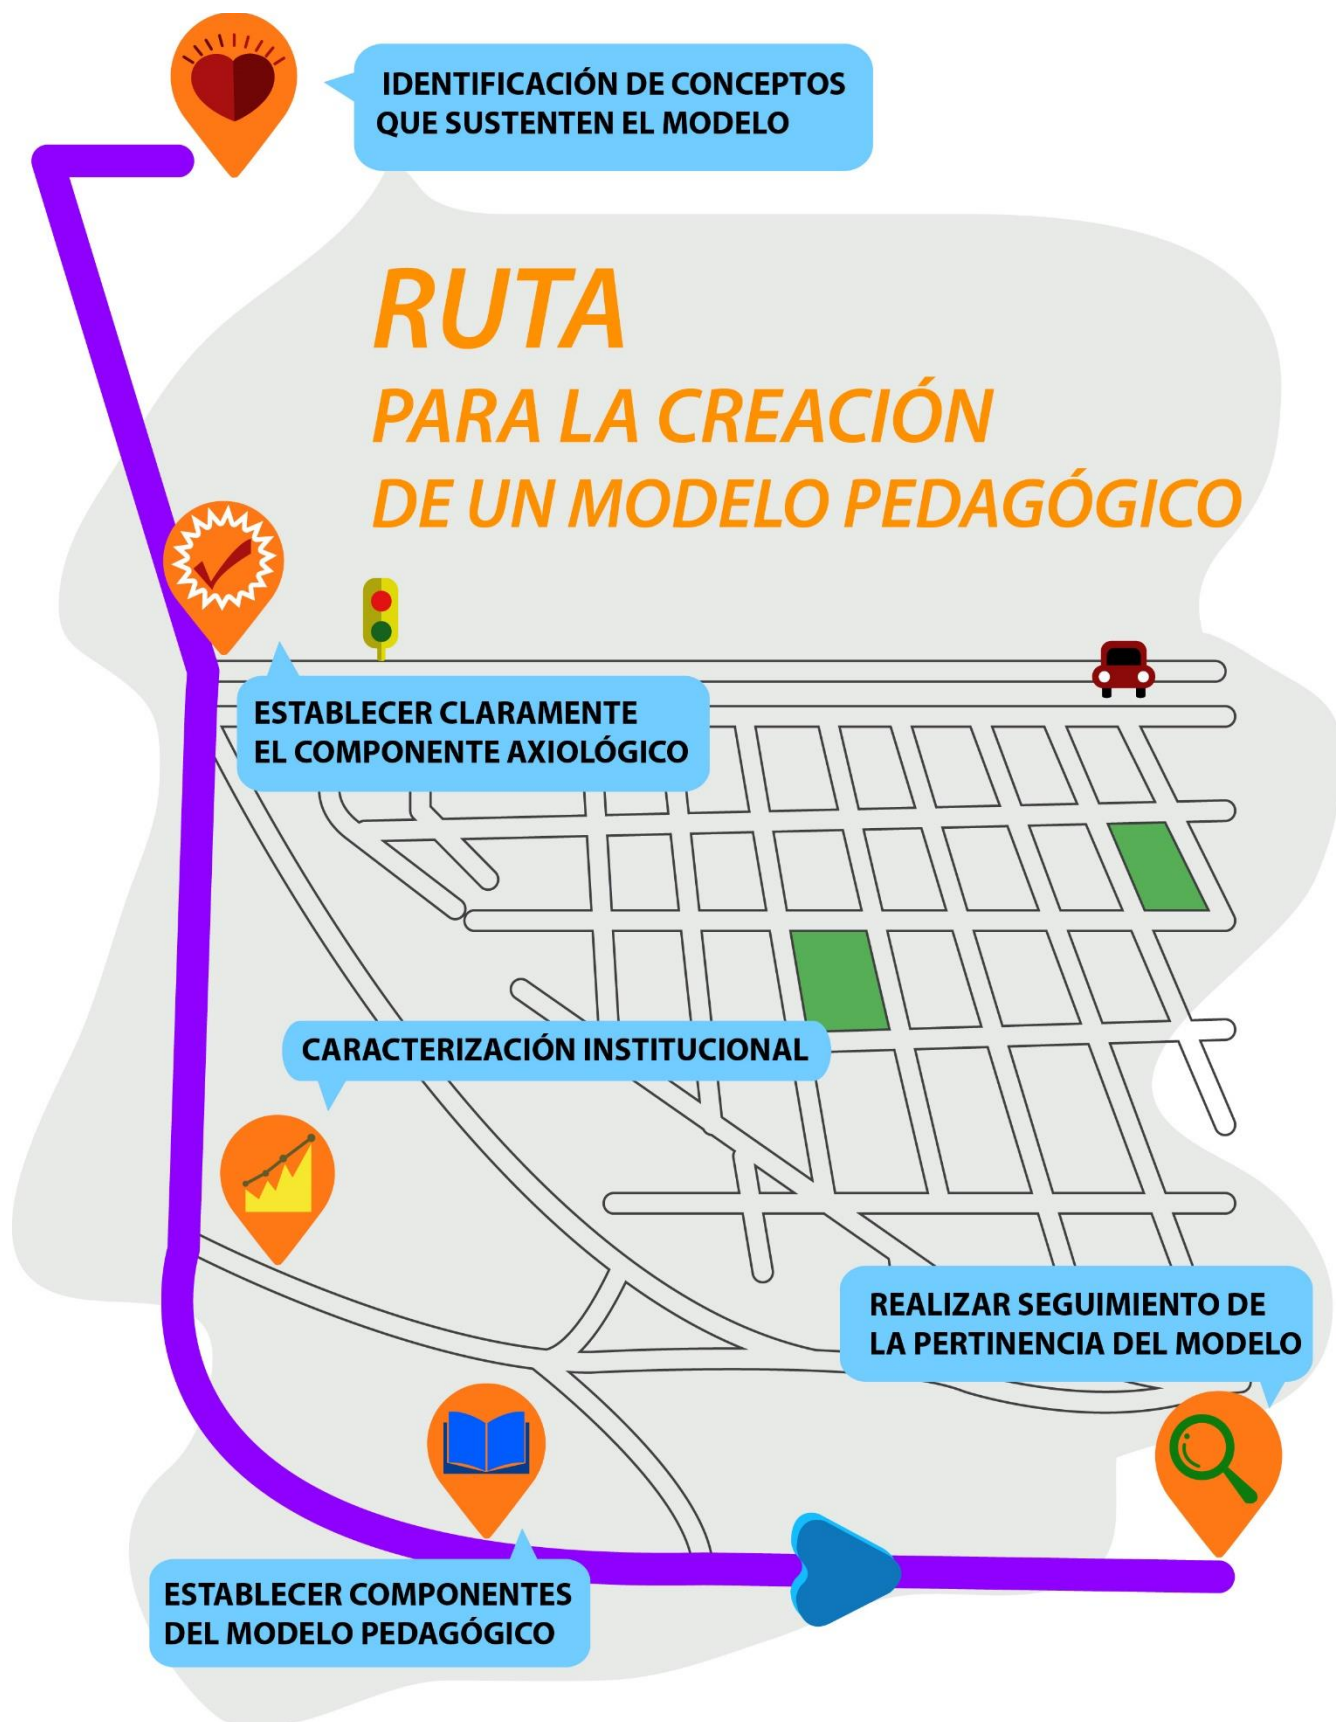 IDENTIFICACIÓN DE CONCEPTOS
QUE SUSTENTEN EL MODELO
RUTA
PARA LA CREACIÓN
DE UN MODELO PEDAGÓGICO
ESTABLECER CLARAMENTE
EL COMPONENTE AXIOLÓGICO
CARACTERIZACIÓN INSTITUCIONAL
REALIZAR SEGUIMIENTO DE
LA PERTINENCIA DEL MODELO
ESTABLECER COMPONENTES
DEL MODELO PEDAGÓGICO